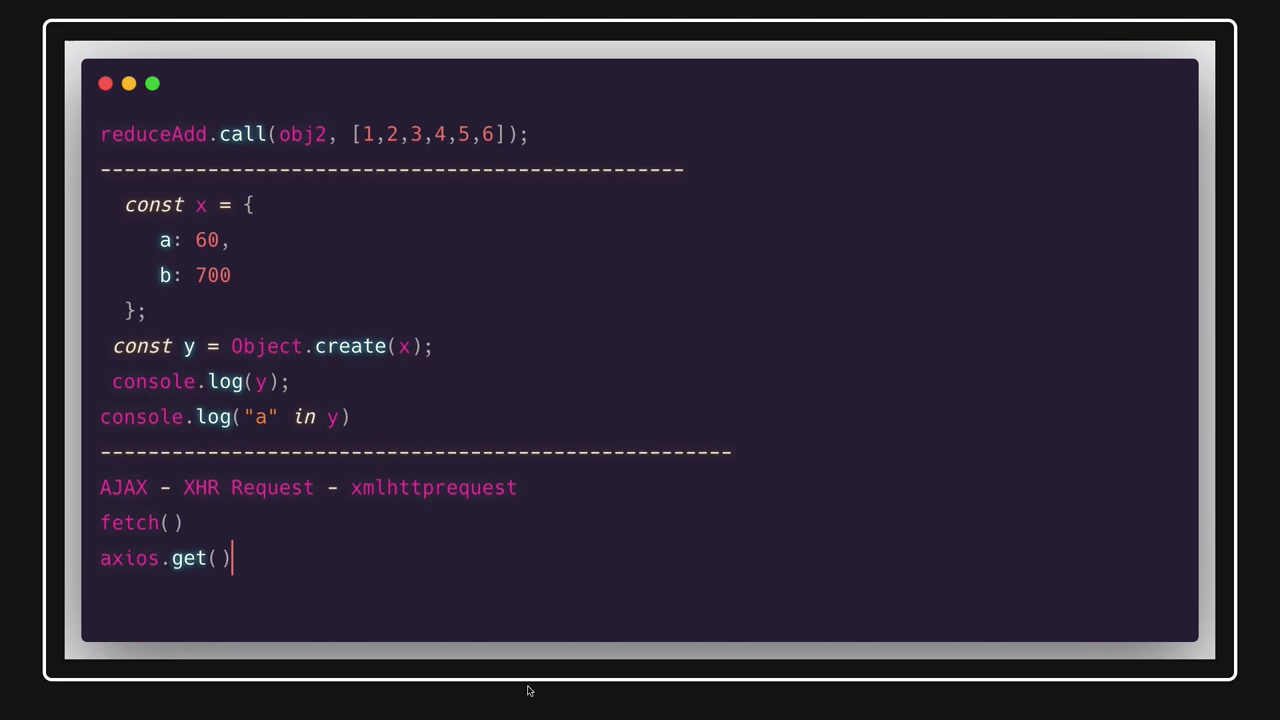 reduceAdd.call(obj2, [1,2,3,4,5,6]);
-------------------------------------------------
const x = {
a: 60,
b: 700
};
const y = Object.create(x);
console.log(y);
console.log("a" in y)
-----------------------------------------------------
AJAX - XHR Request - xmlhttprequest
fetch()
axios.get()